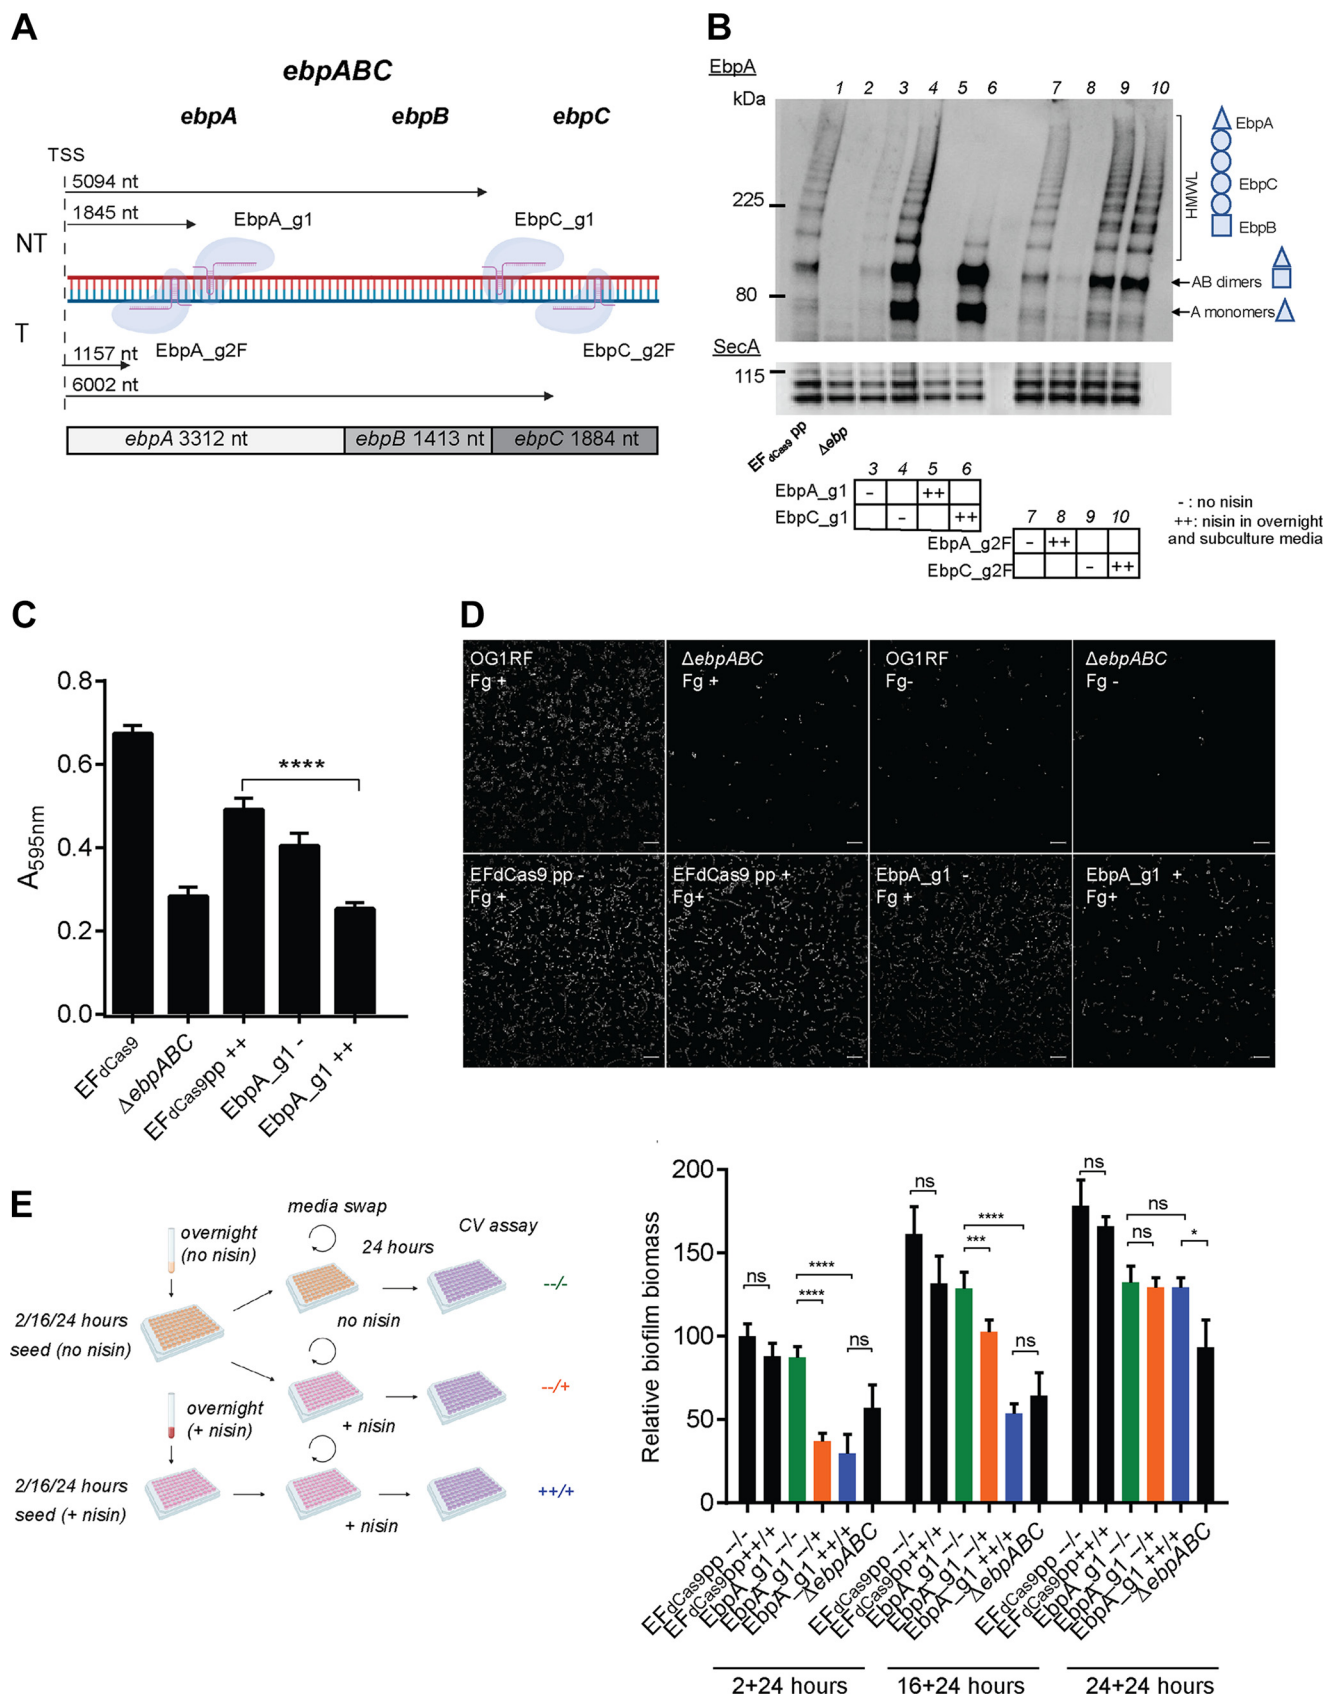 A
ebpABC
ebpA ebpB ebpC
TSS
5094 nt
1845 nt
EbpA_g1 EbpC_g1
NT
T
EbpA_g2F EbpC_g2F
1157 nt
6002 nt
ebpA 3312 nt ebpB 1413 nt ebpC 1884 nt
B
EbpA
kDa 1 2 3 4 5 6 7 8 9 10
225
80
HMWL
EbpA
EbpC
EbpB
AB dimers
A monomers
SecA
115
EFdCas9 pp Δebp
3 4 5 6
EbpA_g1 - ++
EbpC_g1 - ++
7 8 9 10
EbpA_g2F - ++
EbpC_g2F - ++
- : no nisin
++: nisin in overnight
and subculture media
C
A595nm
0.8
0.6
0.4
0.2
0.0
****
EFdCas9
ΔebpABC
EFdCas9pp ++
EbpA_g1 -
EbpA_g1 ++
D
OG1RF
Fg +
ΔebpABC
Fg +
OG1RF
Fg-
ΔebpABC
Fg -
EFdCas9 pp -
Fg +
EFdCas9 pp +
Fg+
EbpA_g1 -
Fg +
EbpA_g1 +
Fg+
E
overnight
(no nisin)
media swap
24 hours
CV assay
2/16/24 hours
seed (no nisin)
no nisin
--/-
overnight
(+ nisin)
+ nisin
--/+
2/16/24 hours
seed (+ nisin)
+ nisin
++/+
Relative biofilm biomass
200
150
100
50
0
ns **** **** ns
ns *** **** ns
ns ns ns *
EFdCas9pp --/-
EFdCas9pp++/+
EbpA_g1 --/-
EbpA_g1 --/+
EbpA_g1 ++/+
ΔebpABC
EFdCas9pp --/-
EFdCas9pp++/+
EbpA_g1 --/-
EbpA_g1 --/+
EbpA_g1 ++/+
ΔebpABC
EFdCas9pp --/-
EFdCas9pp++/+
EbpA_g1 --/-
EbpA_g1 --/+
EbpA_g1 ++/+
ΔebpABC
2+24 hours 16+24 hours 24+24 hours